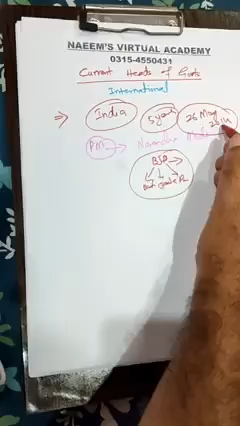 NAEEM'S VIRTUAL ACADEMY
0315-4550431
Current Heads of Govts
International
⇒ India 5 year 26 May 2014
PM → Narendra Modi
BJP →